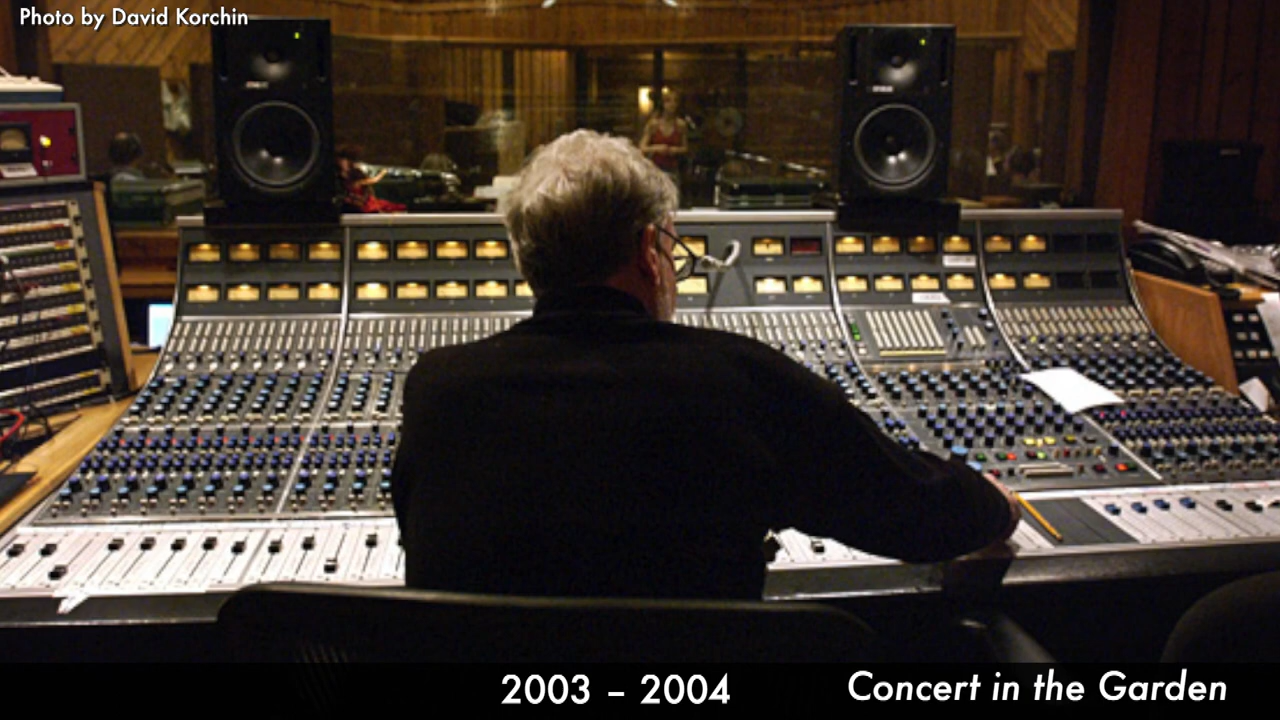 Photo by David Korchin
2003 – 2004
Concert in the Garden